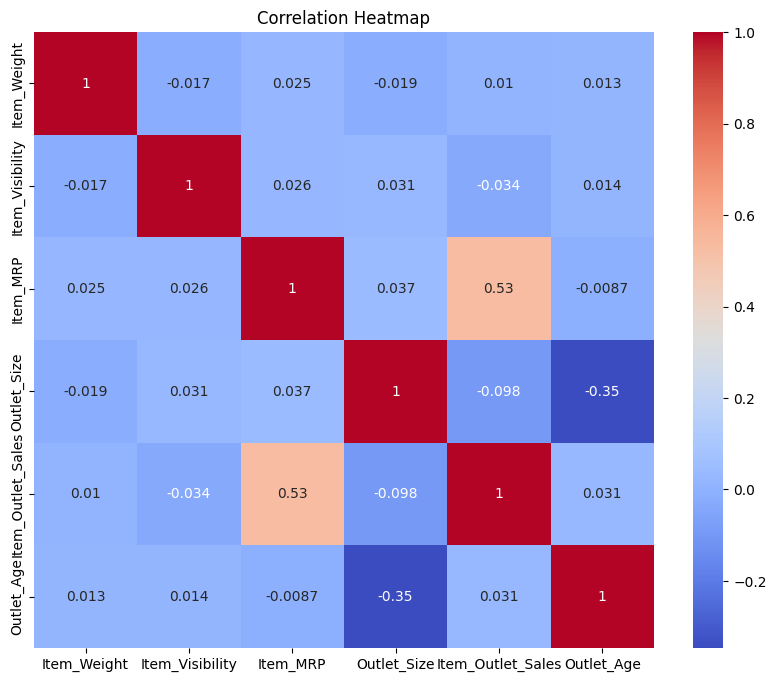 Correlation Heatmap
Item_Weight 1 -0.017 0.025 -0.019 0.01 0.013
Item_Visibility -0.017 1 0.026 0.031 -0.034 0.014
Item_MRP 0.025 0.026 1 0.037 0.53 -0.0087
Outlet_Size -0.019 0.031 0.037 1 -0.098 -0.35
Item_Outlet_Sales 0.01 -0.034 0.53 -0.098 1 0.031
Outlet_Age 0.013 0.014 -0.0087 -0.35 0.031 1
Item_Weight Item_Visibility Item_MRP Outlet_Size Item_Outlet_Sales Outlet_Age
1.0
0.8
0.6
0.4
0.2
0.0
−0.2